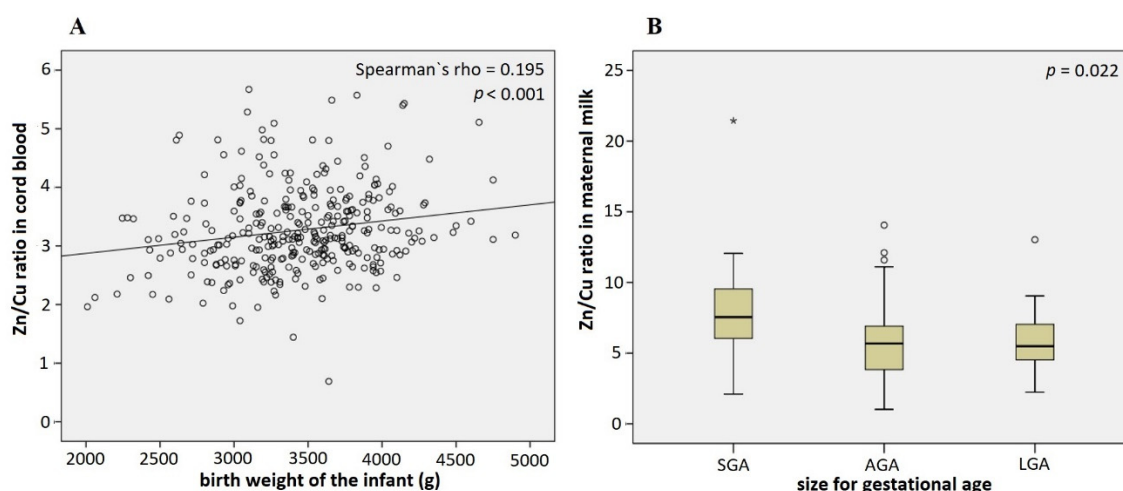 A
Zn/Cu ratio in cord blood
6
5
4
3
2
1
0
Spearman`s rho = 0.195
p < 0.001
2000 2500 3000 3500 4000 4500 5000
birth weight of the infant (g)
B
Zn/Cu ratio in maternal milk
25
20
15
10
5
0
p = 0.022
SGA AGA LGA
size for gestational age